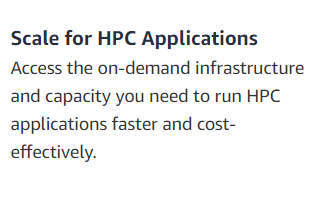 Scale for HPC Applications
Access the on-demand infrastructure
and capacity you need to run HPC
applications faster and cost-
effectively.